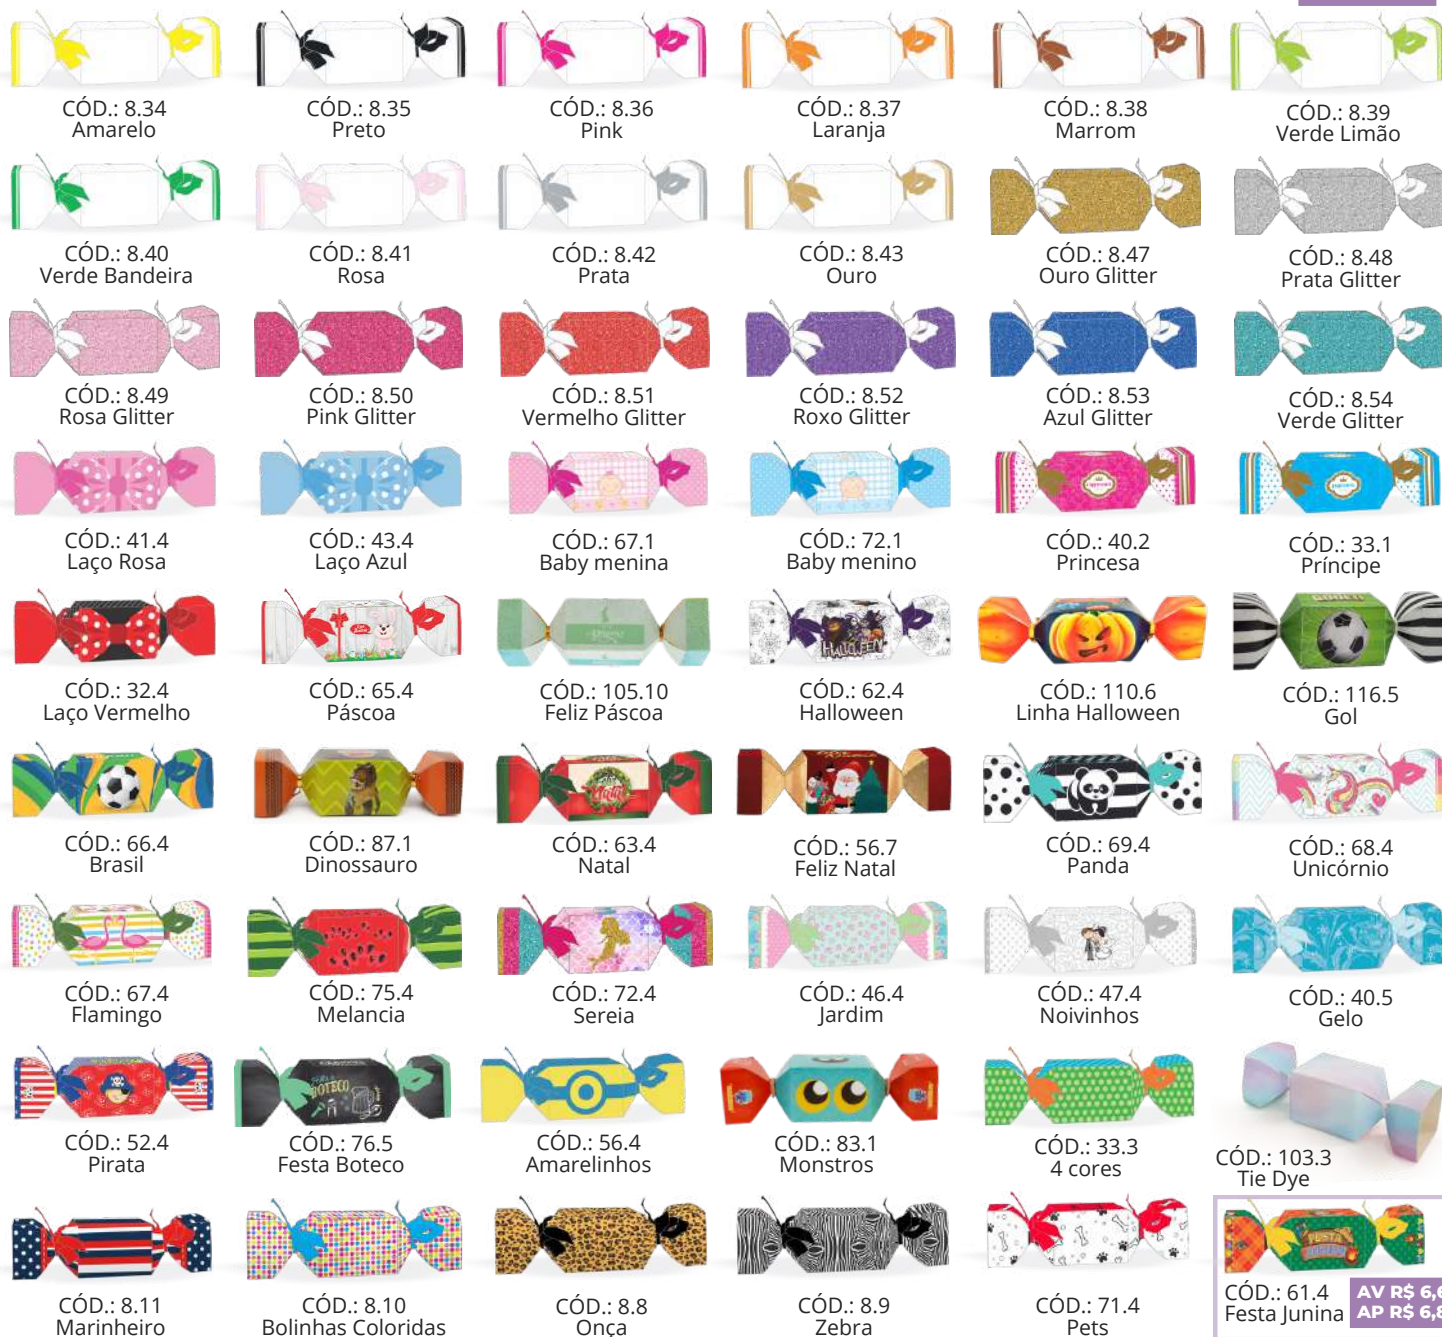 CÓD.: 8.34
Amarelo
CÓD.: 8.35
Preto
CÓD.: 8.36
Pink
CÓD.: 8.37
Laranja
CÓD.: 8.38
Marrom
CÓD.: 8.39
Verde Limão
CÓD.: 8.40
Verde Bandeira
CÓD.: 8.41
Rosa
CÓD.: 8.42
Prata
CÓD.: 8.43
Ouro
CÓD.: 8.47
Ouro Glitter
CÓD.: 8.48
Prata Glitter
CÓD.: 8.49
Rosa Glitter
CÓD.: 8.50
Pink Glitter
CÓD.: 8.51
Vermelho Glitter
CÓD.: 8.52
Roxo Glitter
CÓD.: 8.53
Azul Glitter
CÓD.: 8.54
Verde Glitter
CÓD.: 41.4
Laço Rosa
CÓD.: 43.4
Laço Azul
CÓD.: 67.1
Baby menina
CÓD.: 72.1
Baby menino
CÓD.: 40.2
Princesa
CÓD.: 33.1
Príncipe
CÓD.: 32.4
Laço Vermelho
CÓD.: 65.4
Páscoa
CÓD.: 105.10
Feliz Páscoa
HALLOWEEN
CÓD.: 62.4
Halloween
CÓD.: 110.6
Linha Halloween
CÓD.: 116.5
Gol
CÓD.: 66.4
Brasil
CÓD.: 87.1
Dinossauro
Natal
CÓD.: 63.4
Natal
CÓD.: 56.7
Feliz Natal
CÓD.: 69.4
Panda
CÓD.: 68.4
Unicórnio
CÓD.: 67.4
Flamingo
CÓD.: 75.4
Melancia
CÓD.: 72.4
Sereia
CÓD.: 46.4
Jardim
CÓD.: 47.4
Noivinhos
CÓD.: 40.5
Gelo
CÓD.: 52.4
Pirata
BOTECO
CÓD.: 76.5
Festa Boteco
CÓD.: 56.4
Amarelinhos
CÓD.: 83.1
Monstros
CÓD.: 33.3
4 cores
CÓD.: 103.3
Tie Dye
CÓD.: 8.11
Marinheiro
CÓD.: 8.10
Bolinhas Coloridas
CÓD.: 8.8
Onça
CÓD.: 8.9
Zebra
CÓD.: 71.4
Pets
FESTA
CÓD.: 61.4
Festa Junina
AV R$ 6,6
AP R$ 6,8